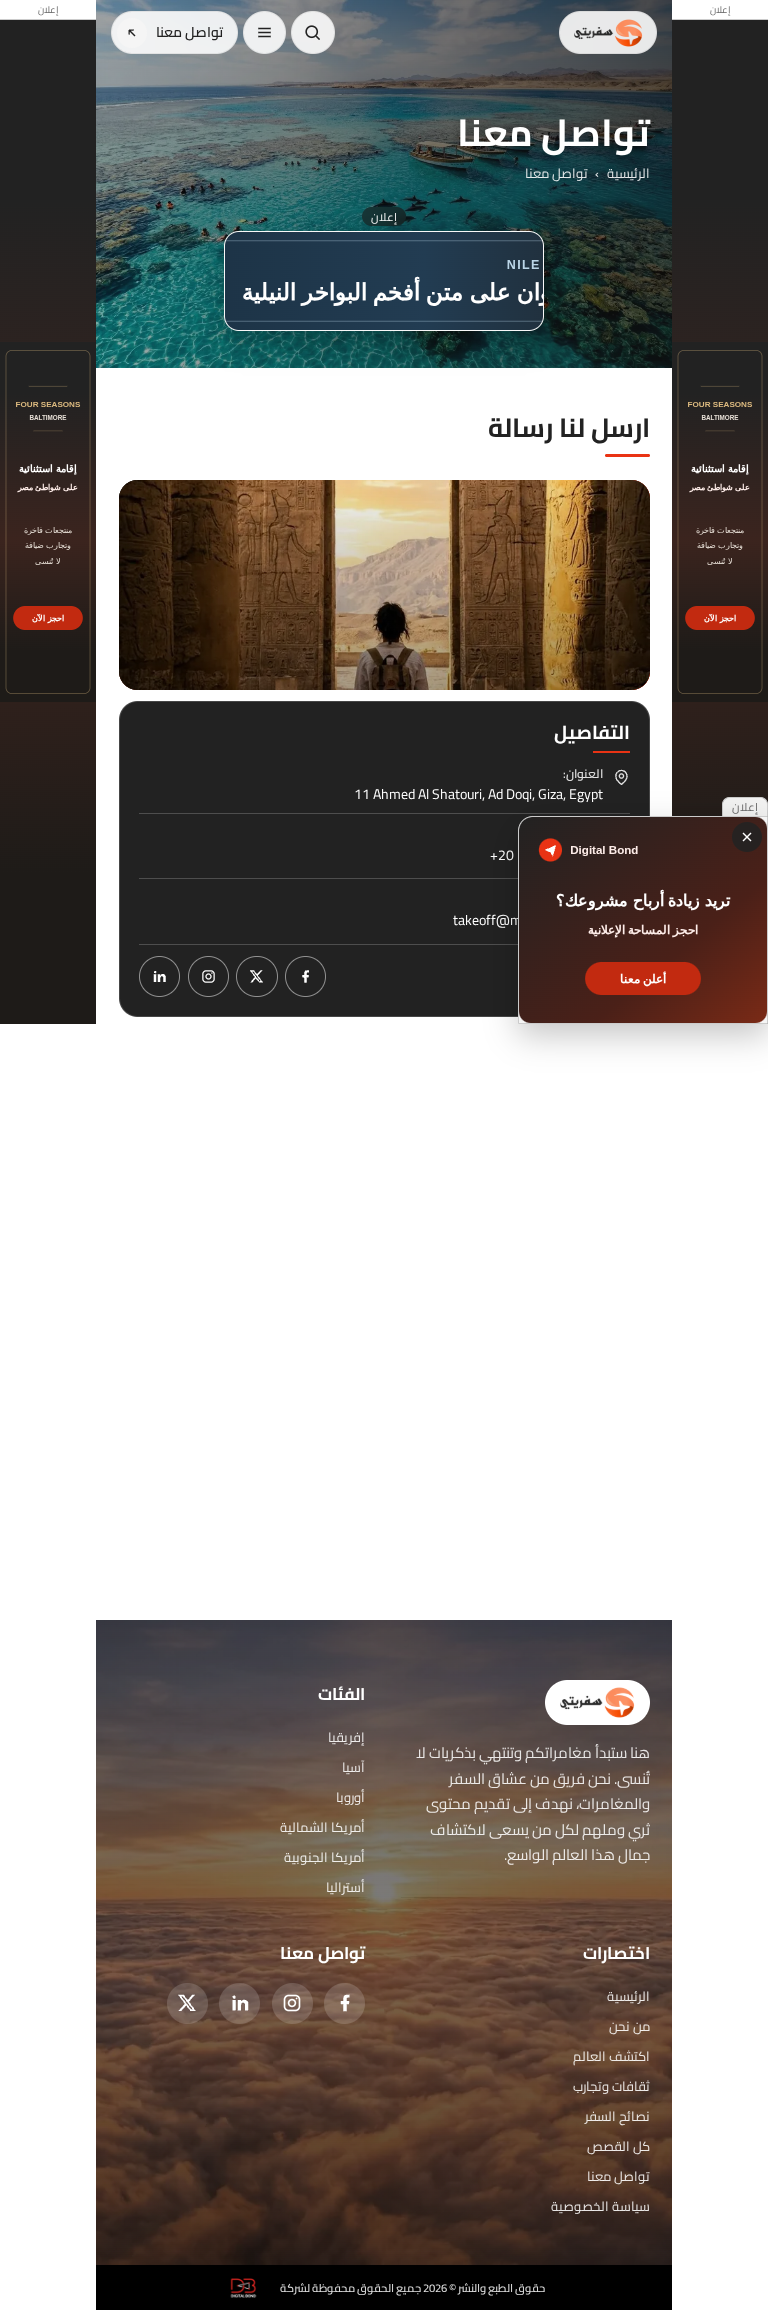 إعلان
إعلان
سفريتي
تواصل معنا
تواصل معنا
الرئيسية › تواصل معنا
إعلان
NILE
على متن أفخم البواخر النيلية
FOUR SEASONS
BALTIMORE
إقامة استثنائية
على شواطئ مصر
منتجعات فاخرة
وتجارب ضيافة
لا تُنسى
احجز الآن
FOUR SEASONS
BALTIMORE
إقامة استثنائية
على شواطئ مصر
منتجعات فاخرة
وتجارب ضيافة
لا تُنسى
احجز الآن
ارسل لنا رسالة
التفاصيل
العنوان:
11 Ahmed Al Shatouri, Ad Doqi, Giza, Egypt
+20
takeoff@m
إعلان
Digital Bond
تريد زيادة أرباح مشروعك؟
احجز المساحة الإعلانية
أعلن معنا
سفريتي
هنا ستبدأ مغامراتكم وتنتهي بذكريات لا
تُنسى. نحن فريق من عشاق السفر
والمغامرات، نهدف إلى تقديم محتوى
ثري وملهم لكل من يسعى لاكتشاف
جمال هذا العالم الواسع.
الفئات
إفريقيا
آسيا
أوروبا
أمريكا الشمالية
أمريكا الجنوبية
أستراليا
اختصارات
الرئيسية
من نحن
اكتشف العالم
ثقافات وتجارب
نصائح السفر
كل القصص
تواصل معنا
سياسة الخصوصية
تواصل معنا
حقوق الطبع والنشر © 2026 جميع الحقوق محفوظة لشركة
DIGITAL BOND